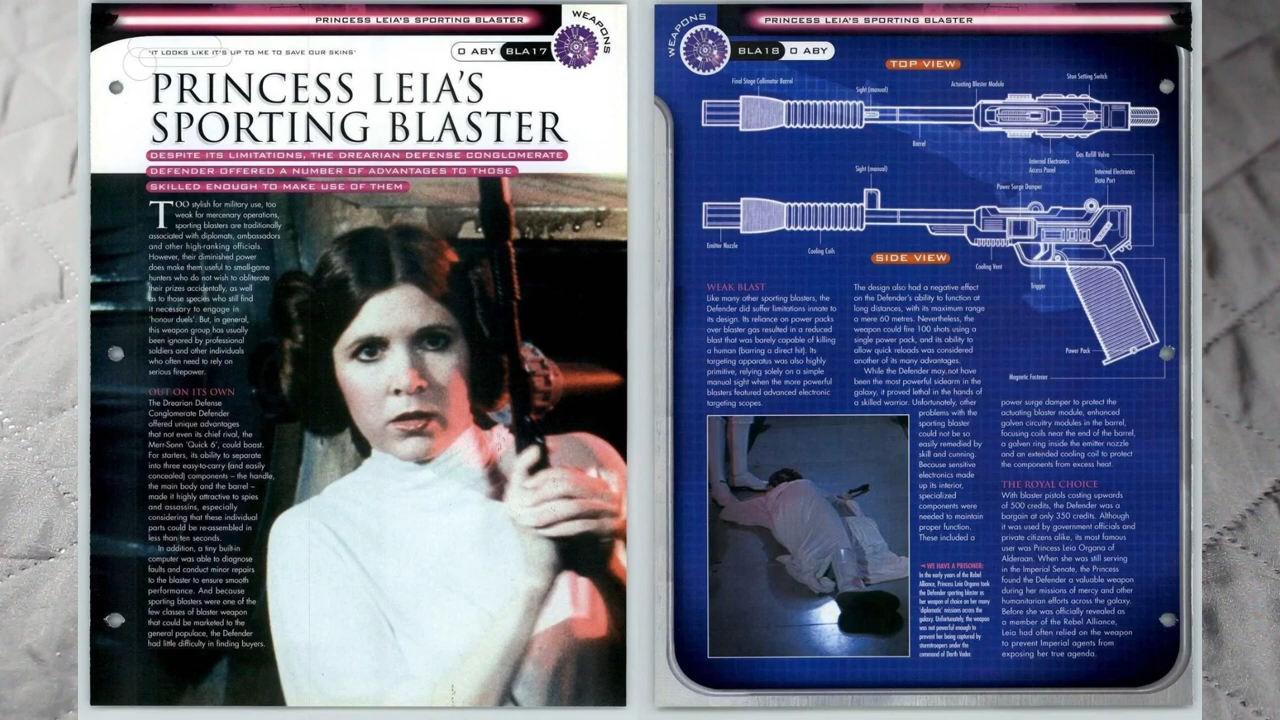 PRINCESS LEIA'S SPORTING BLASTER
WEAPONS
'IT LOOKS LIKE IT'S UP TO ME TO SAVE OUR SKINS'
0 ABY BLA17
PRINCESS LEIA'S
SPORTING BLASTER
DESPITE ITS LIMITATIONS, THE DREARIAN DEFENSE CONGLOMERATE
DEFENDER OFFERED A NUMBER OF ADVANTAGES TO THOSE
SKILLED ENOUGH TO MAKE USE OF THEM
TOO stylish for military use, too
weak for mercenary operations,
sporting blasters are traditionally
associated with diplomats, ambassadors
and other high-ranking officials.
However, their diminished power
does make them useful to small-game
hunters who do not wish to obliterate
their prizes accidentally, as well
as to those species who still find
it necessary to engage in
'honour duels'. But, in general,
this weapon group has usually
been ignored by professional
soldiers and other individuals
who often need to rely on
serious firepower.
OUT ON ITS OWN
The Drearian Defense
Conglomerate Defender
offered unique advantages
that not even its chief rival, the
Merr-Sonn 'Quick 6', could boast.
For starters, its ability to separate
into three easy-to-carry (and easily
concealed) components – the handle,
the main body and the barrel –
made it highly attractive to spies
and assassins, especially
considering that these individual
parts could be re-assembled in
less than ten seconds.
In addition, a tiny built-in
computer was able to diagnose
faults and conduct minor repairs
to the blaster to ensure smooth
performance. And because
sporting blasters were one of the
few classes of blaster weapon
that could be marketed to the
general populace, the Defender
had little difficulty in finding buyers.
PRINCESS LEIA'S SPORTING BLASTER
WEAPONS
BLA18 0 ABY
TOP VIEW
Final Stage Collimator Barrel
Sight (manual)
Actuating Blaster Module
Stun Setting Switch
Barrel
Internal Electronics
Access Panel
Gas Refill Valve
Internal Electronics
Data Port
Sight (manual)
Power Surge Damper
Emitter Nozzle
Cooling Coils
SIDE VIEW
Cooling Vent
Trigger
Power Pack
Magnetic Fastener
WEAK BLAST
Like many other sporting blasters, the
Defender did suffer limitations innate to
its design. Its reliance on power packs
over blaster gas resulted in a reduced
blast that was barely capable of killing
a human (barring a direct hit). Its
targeting apparatus was also highly
primitive, relying solely on a simple
manual sight when the more powerful
blasters featured advanced electronic
targeting scopes.
The design also had a negative effect
on the Defender's ability to function at
long distances, with its maximum range
a mere 60 metres. Nevertheless, the
weapon could fire 100 shots using a
single power pack, and its ability to
allow quick reloads was considered
another of its many advantages.
While the Defender may not have
been the most powerful sidearm in the
galaxy, it proved lethal in the hands of
a skilled warrior. Unfortunately, other
problems with the
sporting blaster
could not be so
easily remedied by
skill and cunning.
Because sensitive
electronics made
up its interior,
specialized
components were
needed to maintain
proper function.
These included a
WE HAVE A PRISONER:
In the early years of the Rebel
Alliance, Princess Leia Organa took
the Defender sporting blaster as
her weapon of choice on her many
'diplomatic' missions across the
galaxy. Unfortunately, the weapon
was not powerful enough to
prevent her being captured by
stormtroopers under the
command of Darth Vader.
power surge damper to protect the
actuating blaster module, enhanced
galven circuitry modules in the barrel,
focusing coils near the end of the barrel,
a galven ring inside the emitter nozzle
and an extended cooling coil to protect
the components from excess heat.
THE ROYAL CHOICE
With blaster pistols costing upwards
of 500 credits, the Defender was a
bargain at only 350 credits. Although
it was used by government officials and
private citizens alike, its most famous
user was Princess Leia Organa of
Alderaan. When she was still serving
in the Imperial Senate, the Princess
found the Defender a valuable weapon
during her missions of mercy and other
humanitarian efforts across the galaxy.
Before she was officially revealed as
a member of the Rebel Alliance,
Leia had often relied on the weapon
to prevent Imperial agents from
exposing her true agenda.